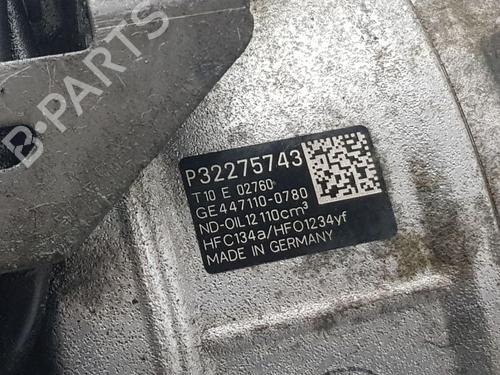 B-PARTS
P32275743
T10 E 02760
GE447110-0780
ND-OIL12 110cm³
HFC134a/HFO1234yf
MADE IN GERMANY